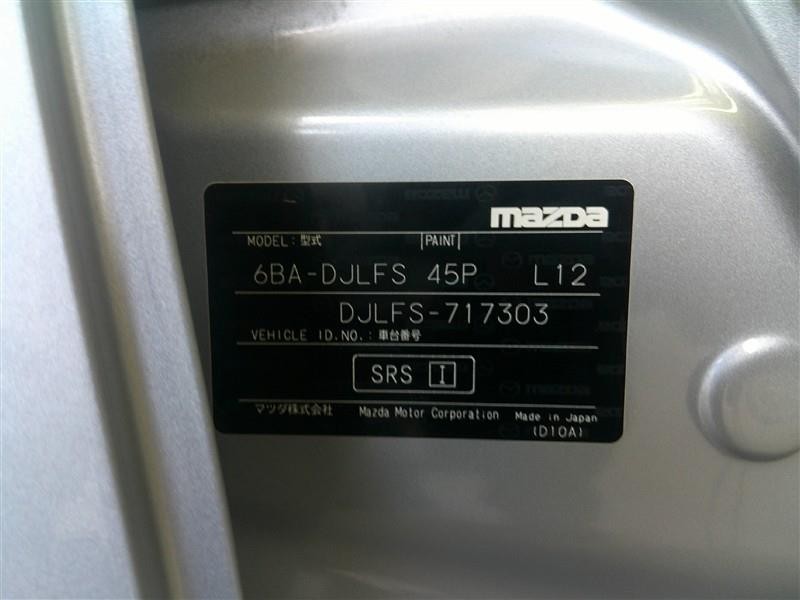 mazda
MODEL：型式 PAINT
6BA-DJLFS 45P L12
DJLFS-717303
VEHICLE ID.NO.：車台番号
SRS I
マツダ株式会社 Mazda Motor Corporation Made in Japan
(D10A)